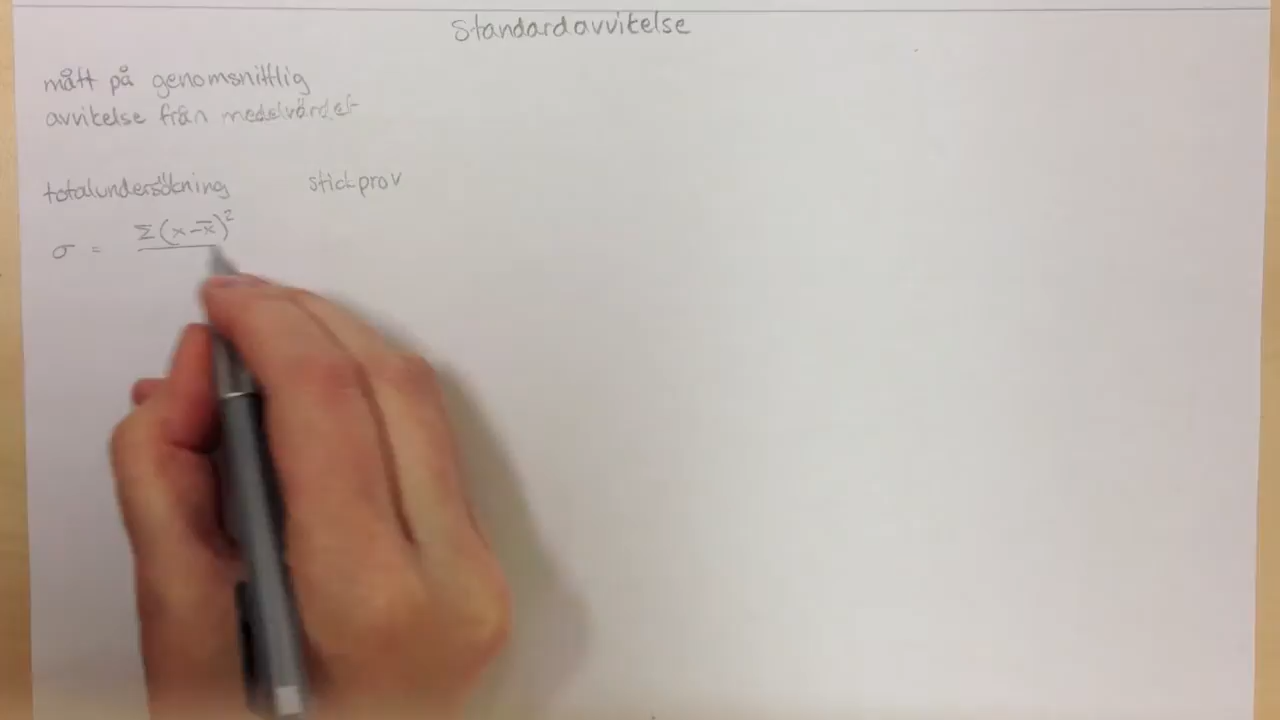 Standardavvikelse
mått på genomsnittlig
avvikelse från medelvärdet
totalundersökning stickprov
σ = Σ(x-x̄)²